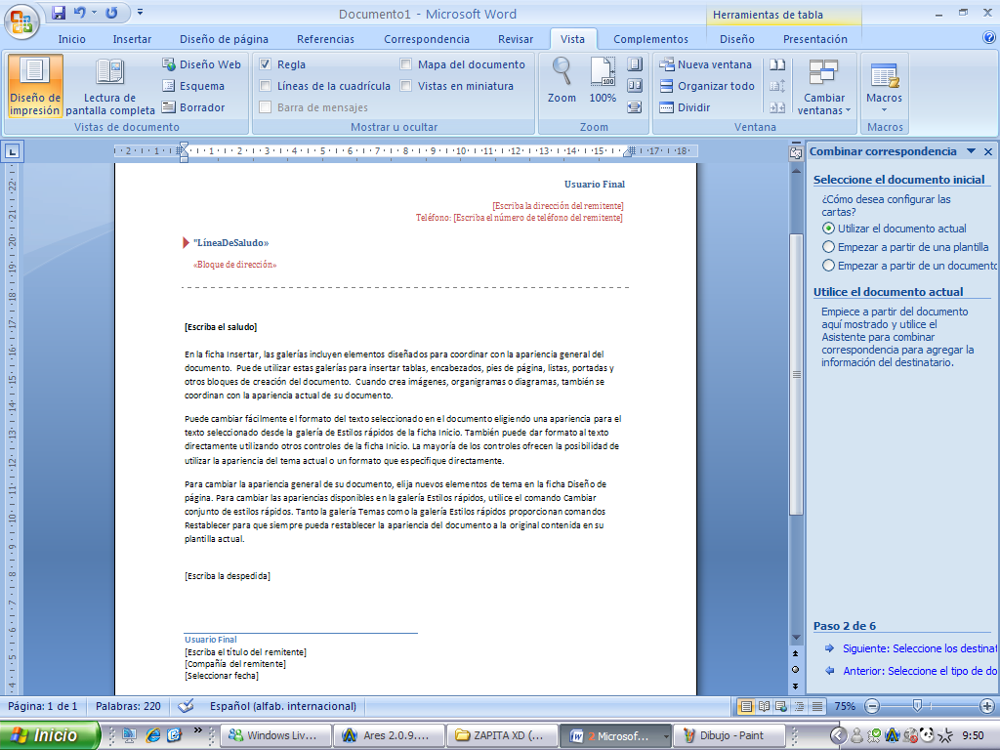 Documento1 - Microsoft Word
Herramientas de tabla
Inicio Insertar Diseño de página Referencias Correspondencia Revisar Vista Complementos Diseño Presentación
Diseño de impresión
Lectura de pantalla completa
Diseño Web
Esquema
Borrador
Vistas de documento
Regla
Líneas de la cuadrícula
Barra de mensajes
Mapa del documento
Vistas en miniatura
Mostrar u ocultar
Zoom
100%
Zoom
Nueva ventana
Organizar todo
Dividir
Cambiar ventanas
Ventana
Macros
Macros
Usuario Final
[Escriba la dirección del remitente]
Teléfono: [Escriba el número de teléfono del remitente]
"LíneaDeSaludo»
«Bloque de dirección»
[Escriba el saludo]
En la ficha Insertar, las galerías incluyen elementos diseñados para coordinar con la apariencia general del
documento. Puede utilizar estas galerías para insertar tablas, encabezados, pies de página, listas, portadas y
otros bloques de creación del documento. Cuando crea imágenes, organigramas o diagramas, también se
coordinan con la apariencia actual de su documento.
Puede cambiar fácilmente el formato del texto seleccionado en el documento eligiendo una apariencia para el
texto seleccionado desde la galería de Estilos rápidos de la ficha Inicio. También puede dar formato al texto
directamente utilizando otros controles de la ficha Inicio. La mayoría de los controles ofrecen la posibilidad de
utilizar la apariencia del tema actual o un formato que especifique directamente.
Para cambiar la apariencia general de su documento, elija nuevos elementos de tema en la ficha Diseño de
página. Para cambiar las apariencias disponibles en la galería Estilos rápidos, utilice el comando Cambiar
conjunto de estilos rápidos. Tanto la galería Temas como la galería Estilos rápidos proporcionan comandos
Restablecer para que siempre pueda restablecer la apariencia del documento a la original contenida en su
plantilla actual.
[Escriba la despedida]
Usuario Final
[Escriba el título del remitente]
[Compañía del remitente]
[Seleccionar fecha]
Combinar correspondencia
Seleccione el documento inicial
¿Cómo desea configurar las
cartas?
Utilizar el documento actual
Empezar a partir de una plantilla
Empezar a partir de un documento
Utilice el documento actual
Empiece a partir del documento
aquí mostrado y utilice el
Asistente para combinar
correspondencia para agregar la
información del destinatario.
Paso 2 de 6
Siguiente: Seleccione los destinat
Anterior: Seleccione el tipo de do
Página: 1 de 1 Palabras: 220 Español (alfab. internacional) 75%
Inicio Windows Liv... Ares 2.0.9.... ZAPITA XD (... ? Microsof... Dibujo - Paint 9:50